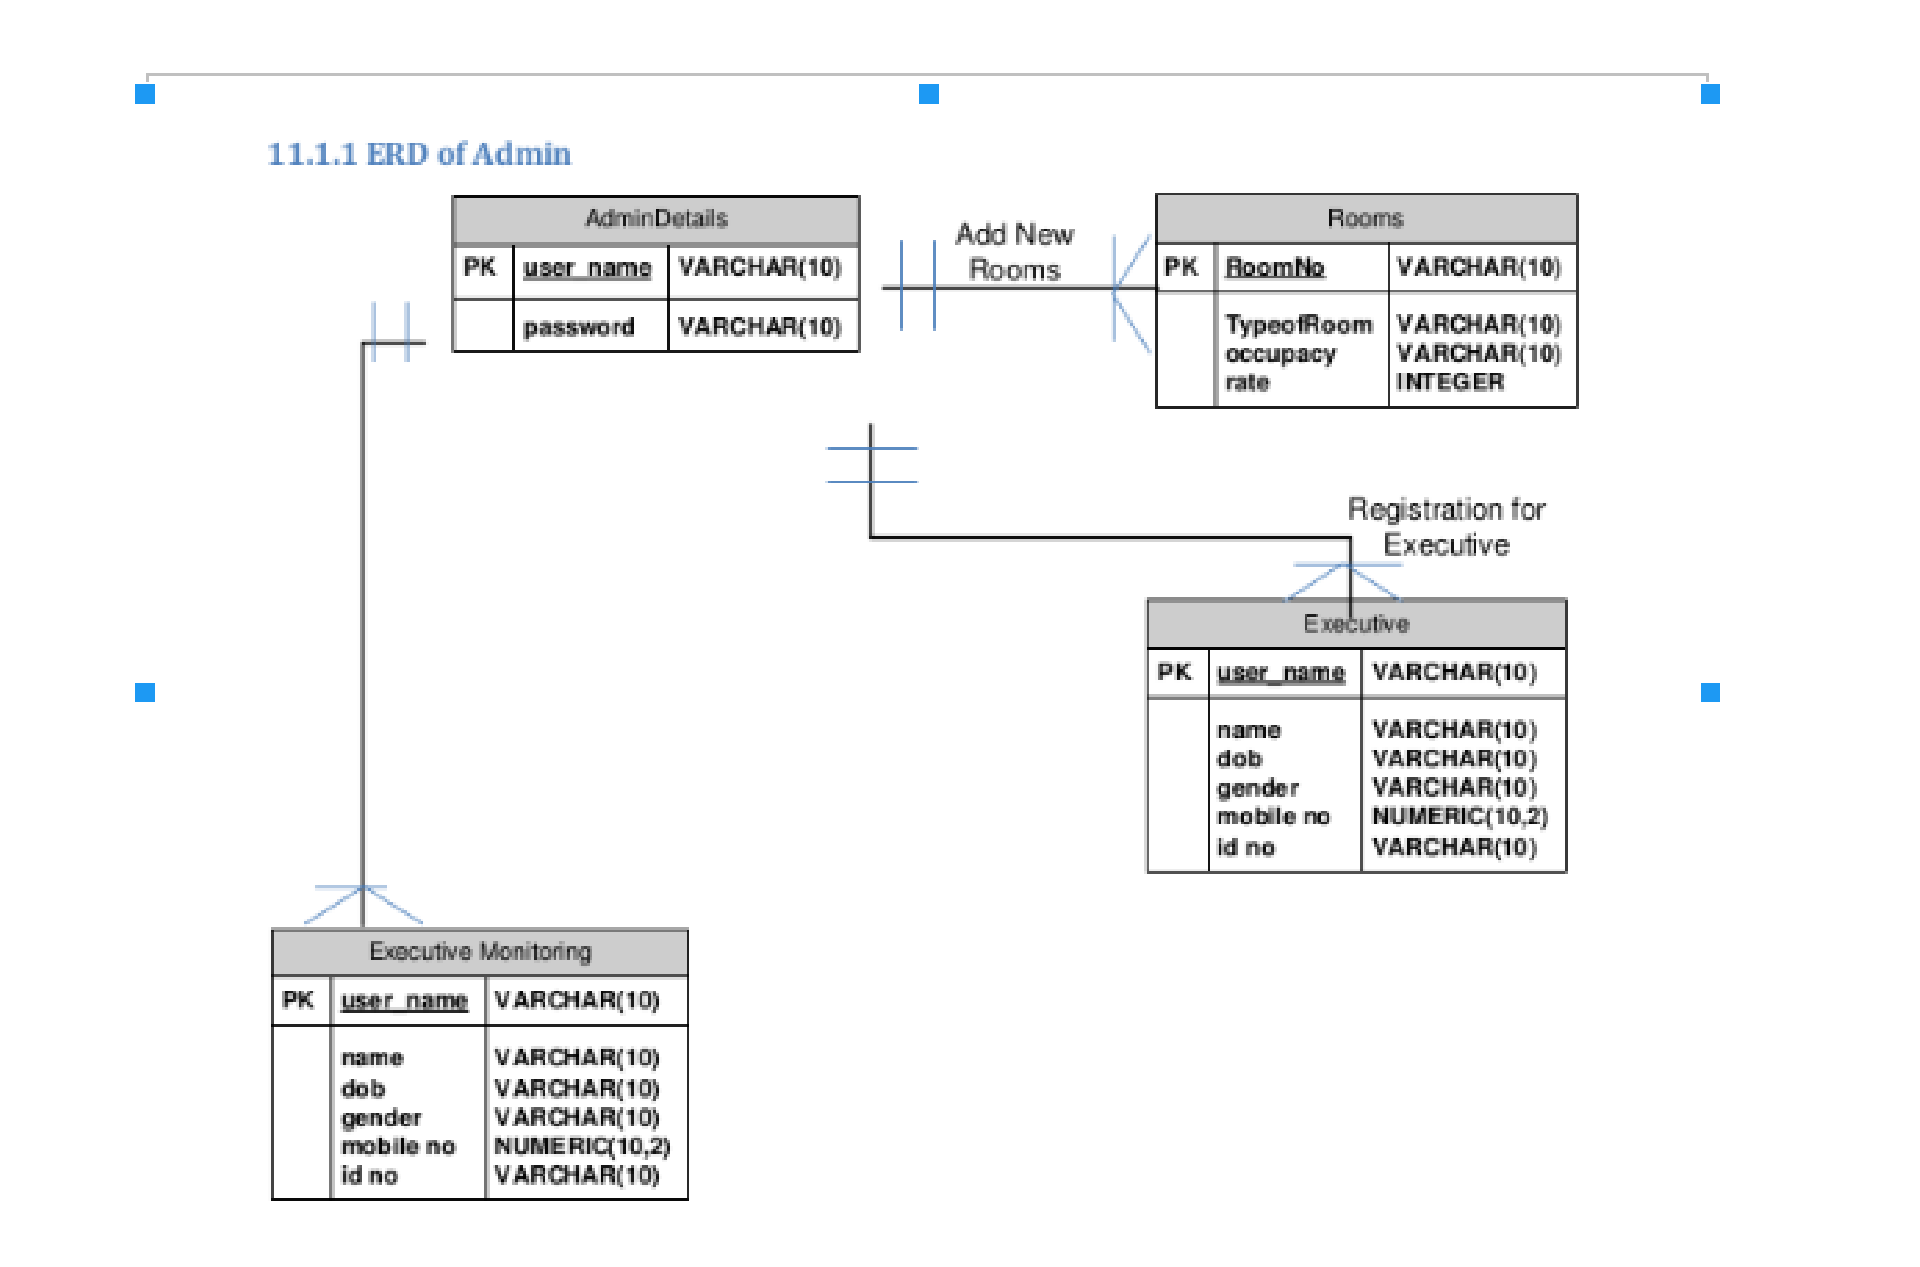 11.1.1 ERD of Admin
AdminDetails
PK user_name VARCHAR(10)
password VARCHAR(10)
Add New
Rooms
Rooms
PK RoomNo VARCHAR(10)
TypeofRoom VARCHAR(10)
occupacy VARCHAR(10)
rate INTEGER
Registration for
Executive
Executive
PK user_name VARCHAR(10)
name VARCHAR(10)
dob VARCHAR(10)
gender VARCHAR(10)
mobile no NUMERIC(10,2)
id no VARCHAR(10)
Executive Monitoring
PK user_name VARCHAR(10)
name VARCHAR(10)
dob VARCHAR(10)
gender VARCHAR(10)
mobile no NUMERIC(10,2)
id no VARCHAR(10)